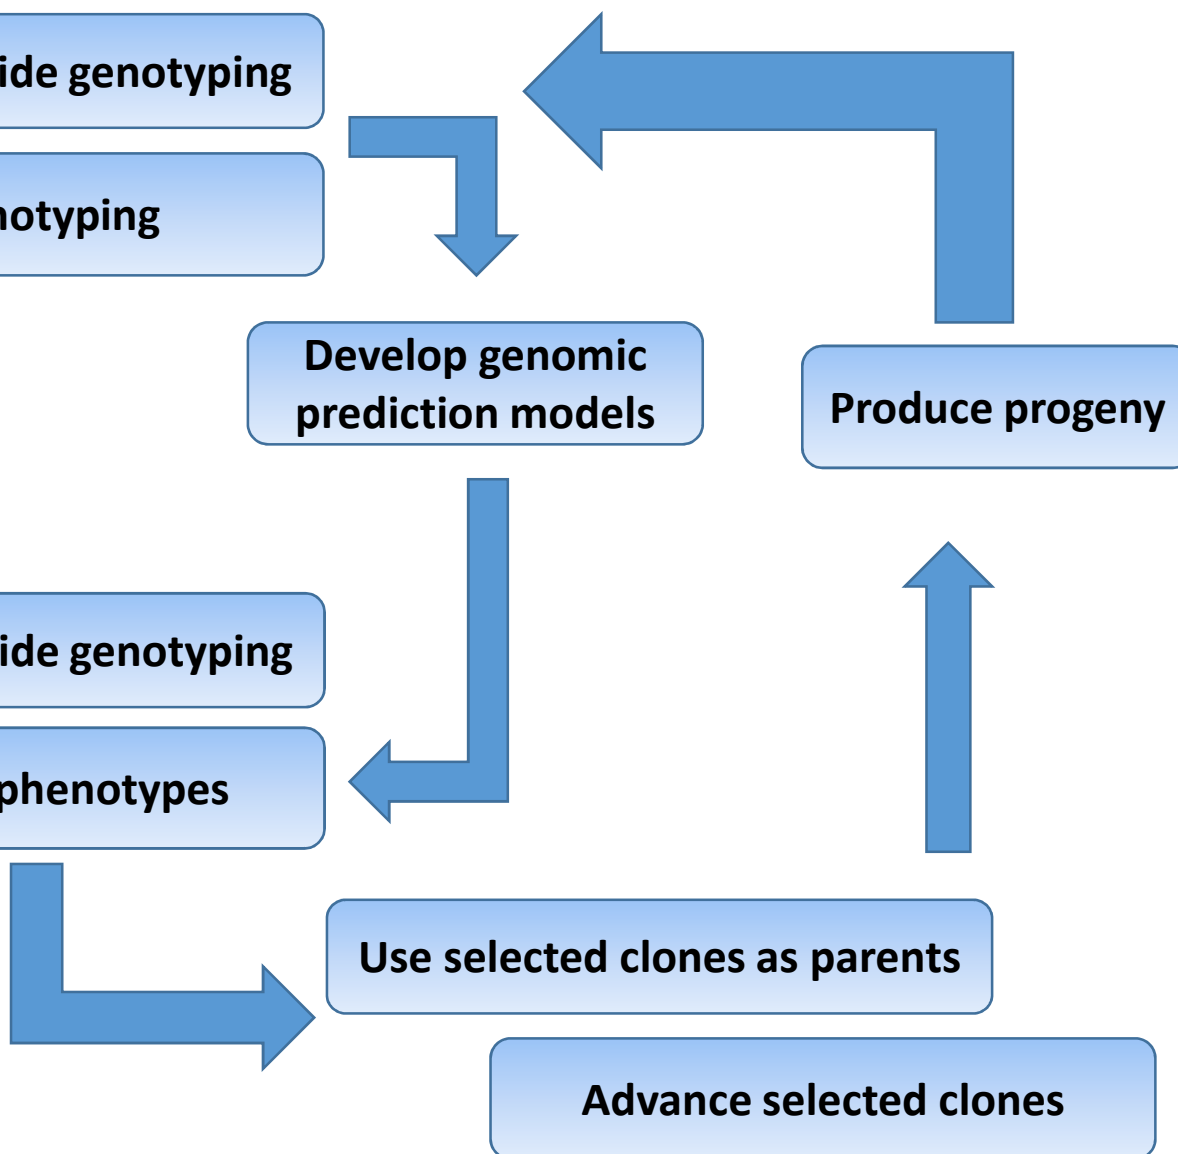 ide genotyping
notyping
Develop genomic
prediction models
Produce progeny
ide genotyping
phenotypes
Use selected clones as parents
Advance selected clones